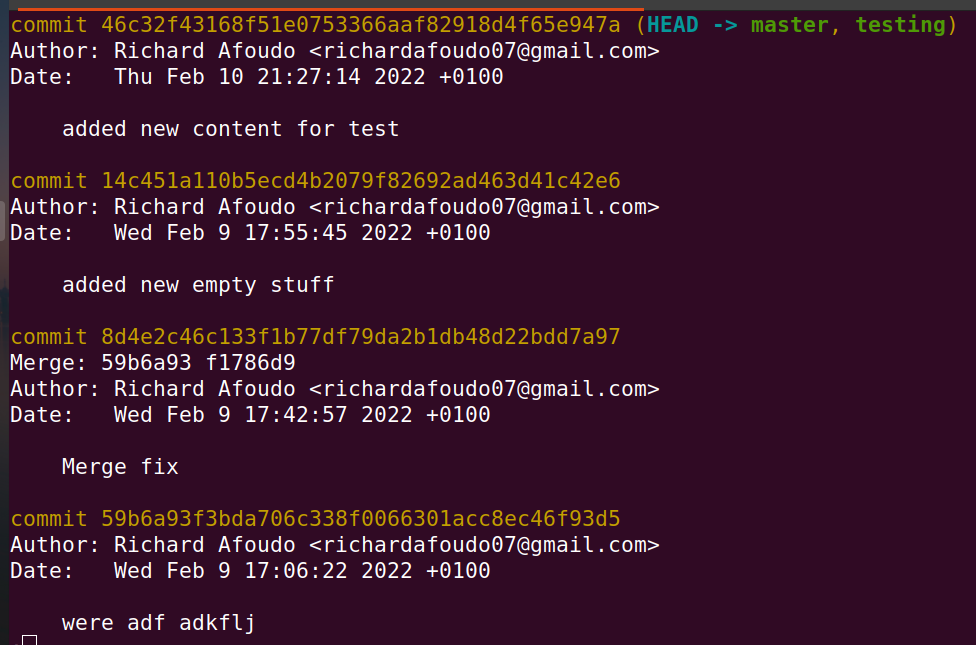 commit 46c32f43168f51e0753366aaf82918d4f65e947a (HEAD -> master, testing)
Author: Richard Afoudo <richardafoudo07@gmail.com>
Date:   Thu Feb 10 21:27:14 2022 +0100
    added new content for test
commit 14c451a110b5ecd4b2079f82692ad463d41c42e6
Author: Richard Afoudo <richardafoudo07@gmail.com>
Date:   Wed Feb 9 17:55:45 2022 +0100
    added new empty stuff
commit 8d4e2c46c133f1b77df79da2b1db48d22bdd7a97
Merge: 59b6a93 f1786d9
Author: Richard Afoudo <richardafoudo07@gmail.com>
Date:   Wed Feb 9 17:42:57 2022 +0100
    Merge fix
commit 59b6a93f3bda706c338f0066301acc8ec46f93d5
Author: Richard Afoudo <richardafoudo07@gmail.com>
Date:   Wed Feb 9 17:06:22 2022 +0100
    were adf adkflj